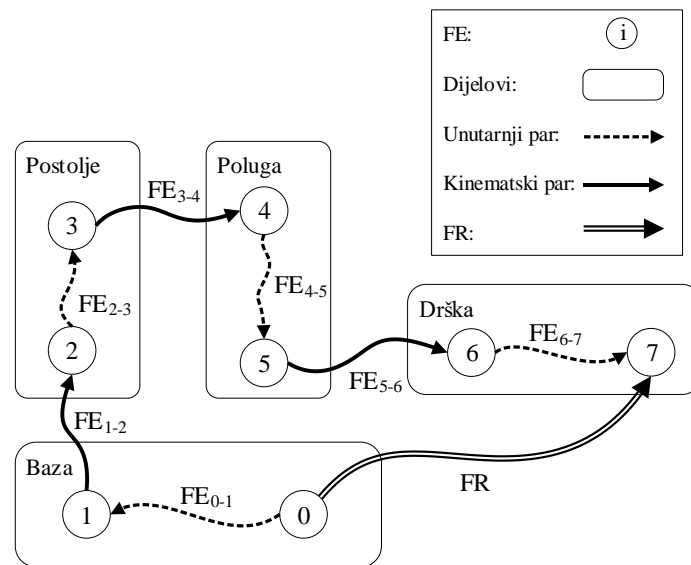 FE:
i
Dijelovi:
Unutarnji par:
Kinematski par:
FR:
Postolje
Poluga
FE3-4
3
4
FE2-3
FE4-5
2
5
Drška
FE6-7
6
7
FE5-6
FE1-2
Baza
FE0-1
FR
1
0